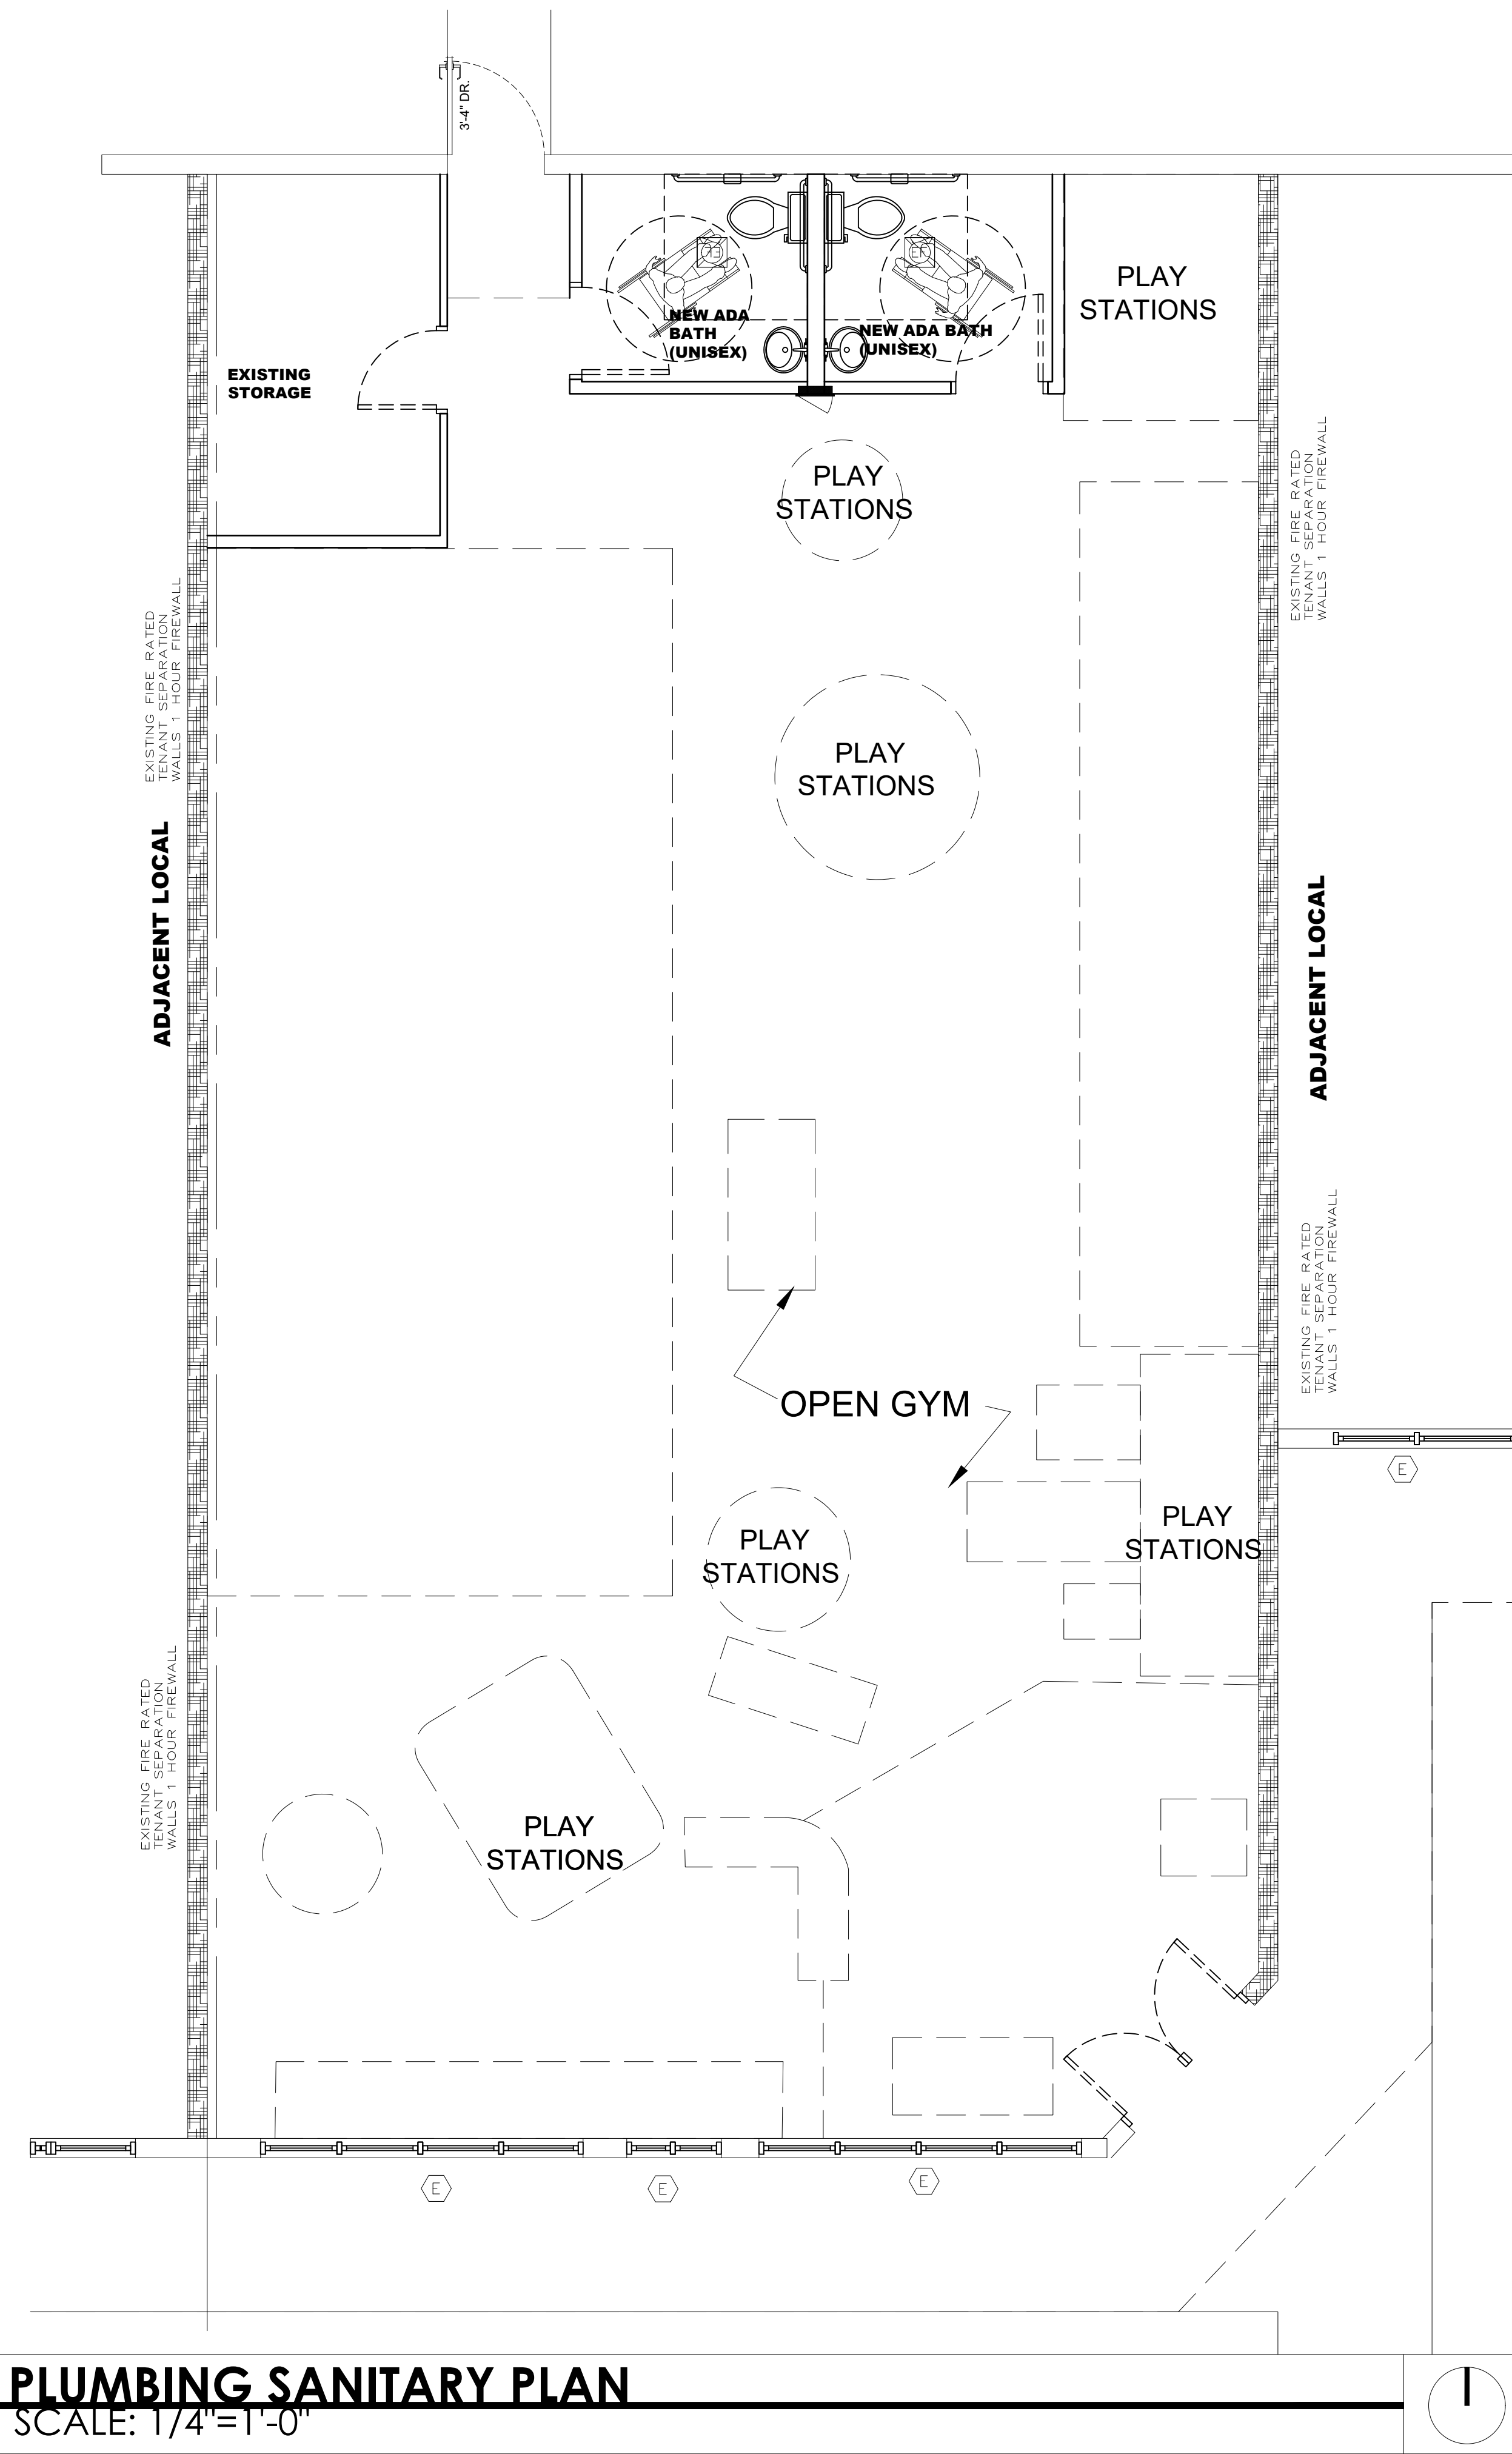 3'-4" DR.
NEW ADA
BATH
(UNISEX)
NEW ADA BATH
(UNISEX)
EF
EF
PLAY
STATIONS
EXISTING
STORAGE
PLAY
STATIONS
EXISTING FIRE RATED
TENANT SEPARATION
WALLS 1 HOUR FIREWALL
EXISTING FIRE RATED
TENANT SEPARATION
WALLS 1 HOUR FIREWALL
PLAY
STATIONS
ADJACENT LOCAL
ADJACENT LOCAL
EXISTING FIRE RATED
TENANT SEPARATION
WALLS 1 HOUR FIREWALL
OPEN GYM
E
PLAY
STATIONS
PLAY
STATIONS
EXISTING FIRE RATED
TENANT SEPARATION
WALLS 1 HOUR FIREWALL
PLAY
STATIONS
E
E
E
PLUMBING SANITARY PLAN
SCALE: 1/4"=1'-0"